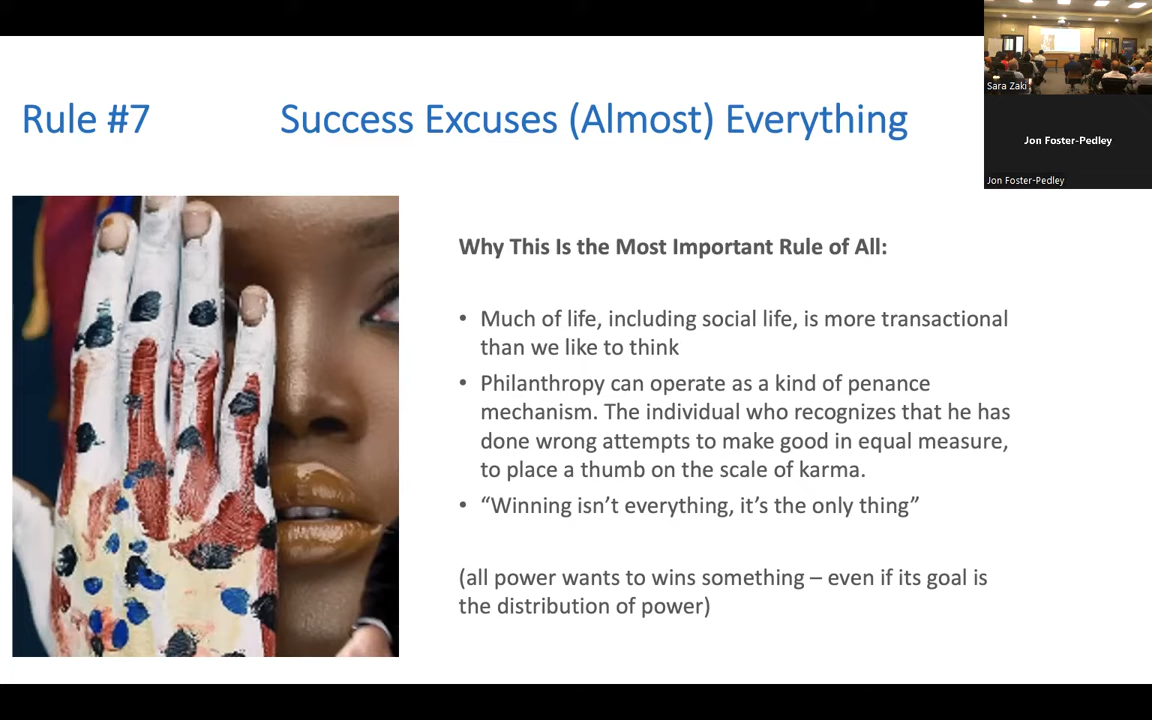 Rule #7 Success Excuses (Almost) Everything
Why This Is the Most Important Rule of All:
• Much of life, including social life, is more transactional
than we like to think
• Philanthropy can operate as a kind of penance
mechanism. The individual who recognizes that he has
done wrong attempts to make good in equal measure,
to place a thumb on the scale of karma.
• “Winning isn’t everything, it’s the only thing”
(all power wants to wins something – even if its goal is
the distribution of power)
Sara Zaki
Jon Foster-Pedley
Jon Foster-Pedley